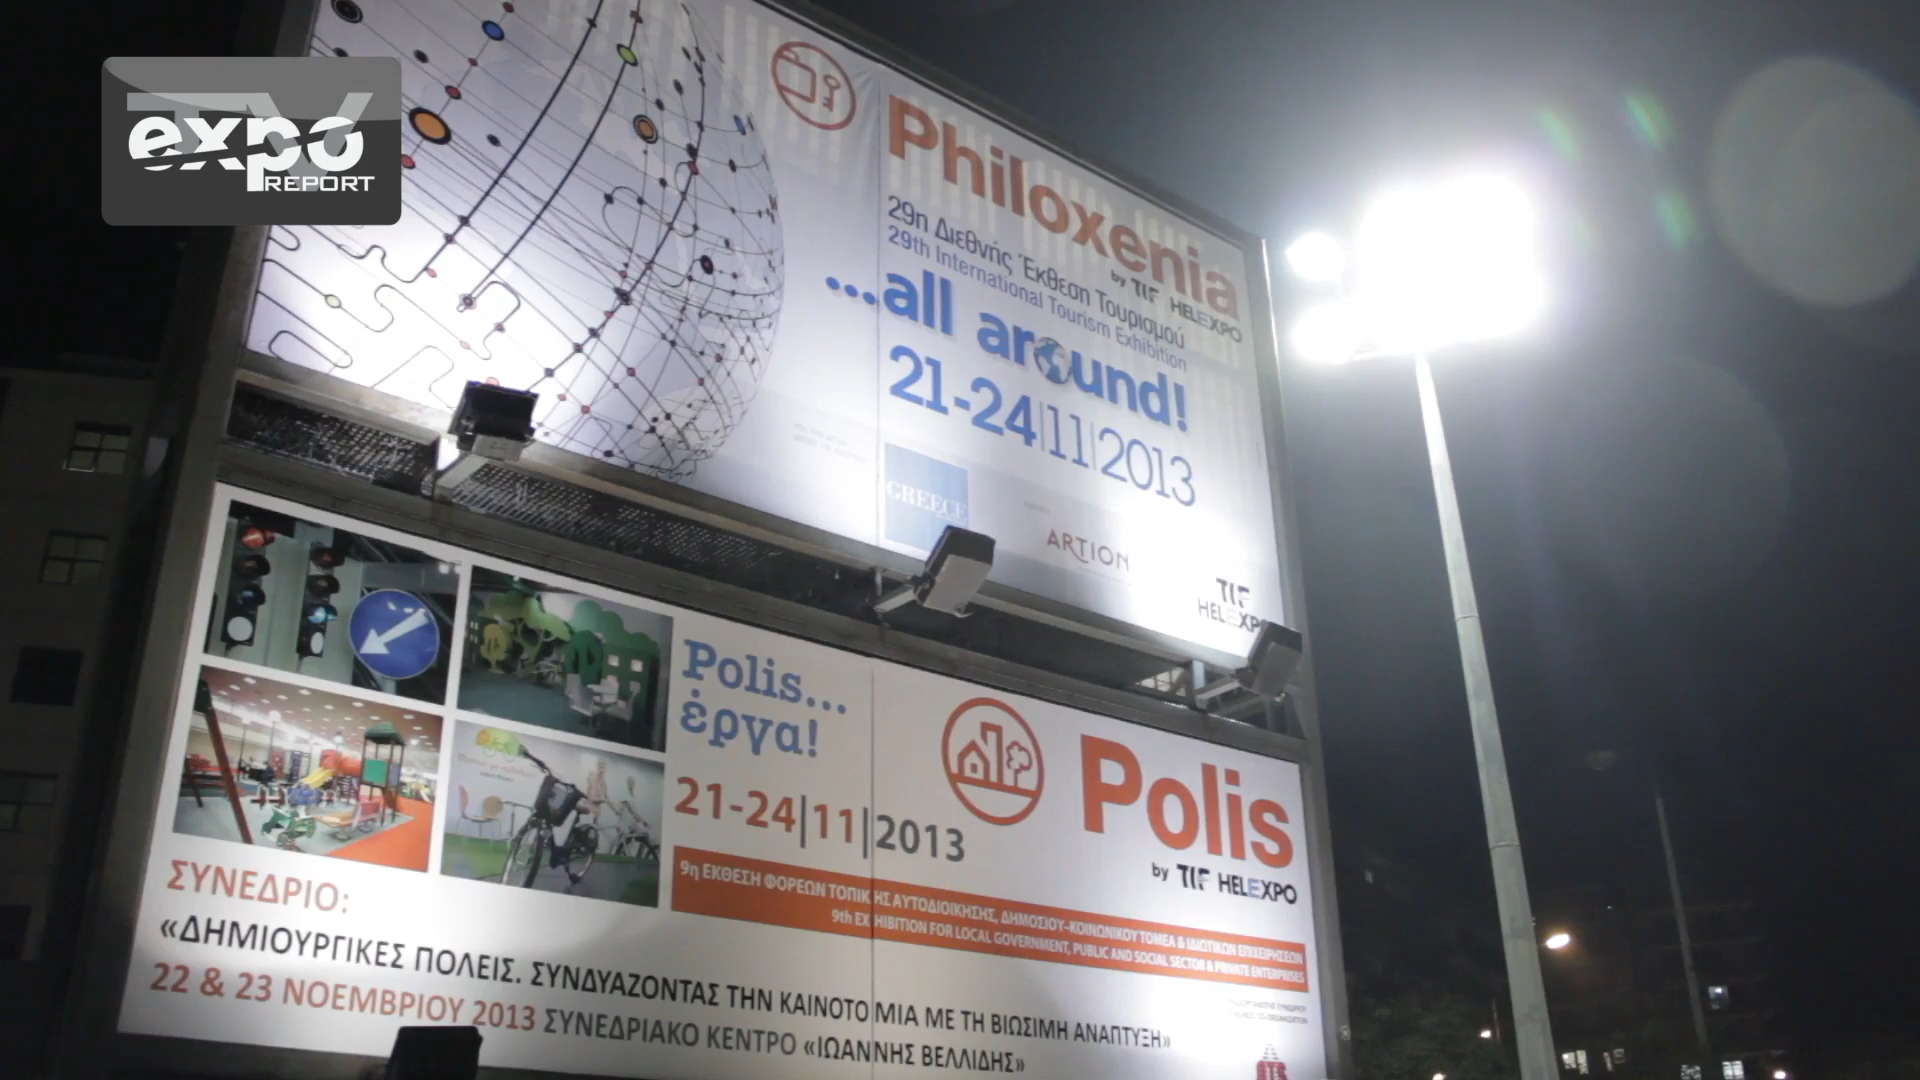 TV
expo
REPORT
Philoxenia
by TIF HELEXPO
29η Διεθνής Έκθεση Τουρισμού
29th International Tourism Exhibition
...all around!
21-24|11|2013
GREECE
ARTION
TIF
HELEXPO
Polis...
έργα!
21-24|11|2013
Polis
by TIF HELEXPO
9η ΕΚΘΕΣΗ ΦΟΡΕΩΝ ΤΟΠΙΚΗΣ ΑΥΤΟΔΙΟΙΚΗΣΗΣ, ΔΗΜΟΣΙΟΥ-ΚΟΙΝΩΝΙΚΟΥ ΤΟΜΕΑ & ΙΔΙΩΤΙΚΩΝ ΕΠΙΧΕΙΡΗΣΕΩΝ
9th EXHIBITION FOR LOCAL GOVERNMENT, PUBLIC AND SOCIAL SECTOR & PRIVATE ENTERPRISES
ΣΥΝΕΔΡΙΟ:
«ΔΗΜΙΟΥΡΓΙΚΕΣ ΠΟΛΕΙΣ. ΣΥΝΔΥΑΖΟΝΤΑΣ ΤΗΝ ΚΑΙΝΟΤΟΜΙΑ ΜΕ ΤΗ ΒΙΩΣΙΜΗ ΑΝΑΠΤΥΞΗ»
22 & 23 ΝΟΕΜΒΡΙΟΥ 2013 ΣΥΝΕΔΡΙΑΚΟ ΚΕΝΤΡΟ «ΙΩΑΝΝΗΣ ΒΕΛΛΙΔΗΣ»